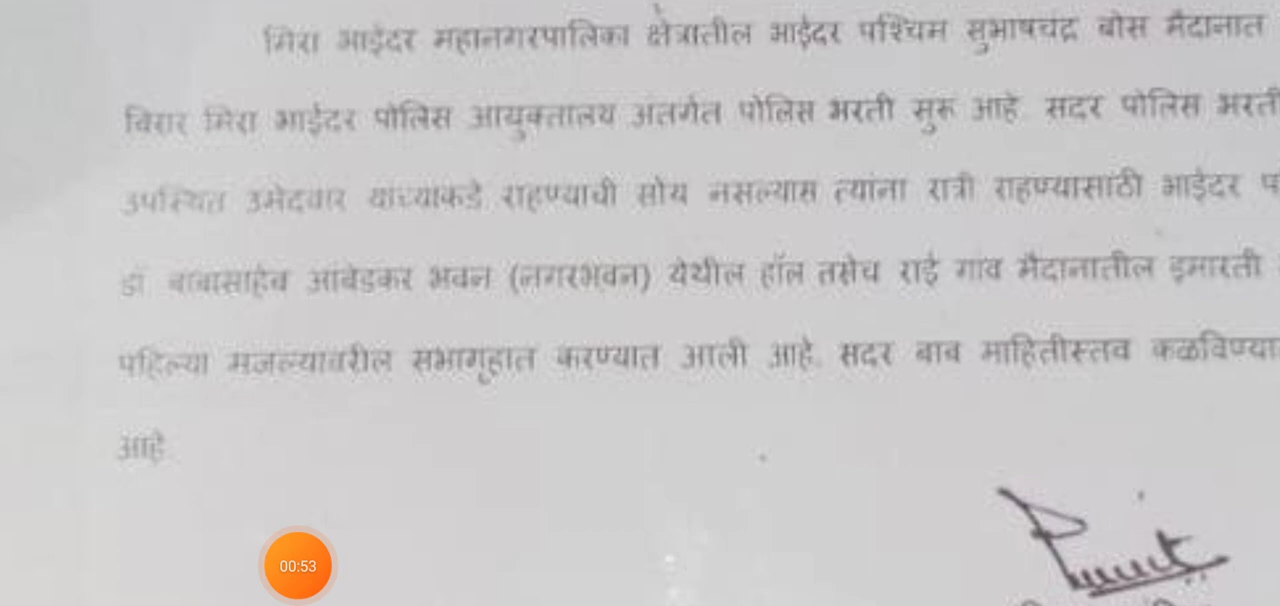 मिरा भाईंदर महानगरपालिका क्षेत्रातील भाईंदर पश्चिम सुभाषचंद्र बोस मैदानात
विरार मिरा भाईंदर पोलिस आयुक्तालय अंतर्गत पोलिस भरती सुरू आहे. सदर पोलिस भरती
उपस्थित उमेदवार यांच्याकडे राहण्याची सोय नसल्यास त्यांना रात्री राहण्यासाठी भाईंदर
डॉ बाबासाहेब आंबेडकर भवन (नगरभवन) येथील हॉल तसेच राई गांव मैदानातील इमारती
पहिल्या मजल्यावरील सभागृहात करण्यात आली आहे. सदर बाब माहितीस्तव कळविण्या
आहे.
00:53